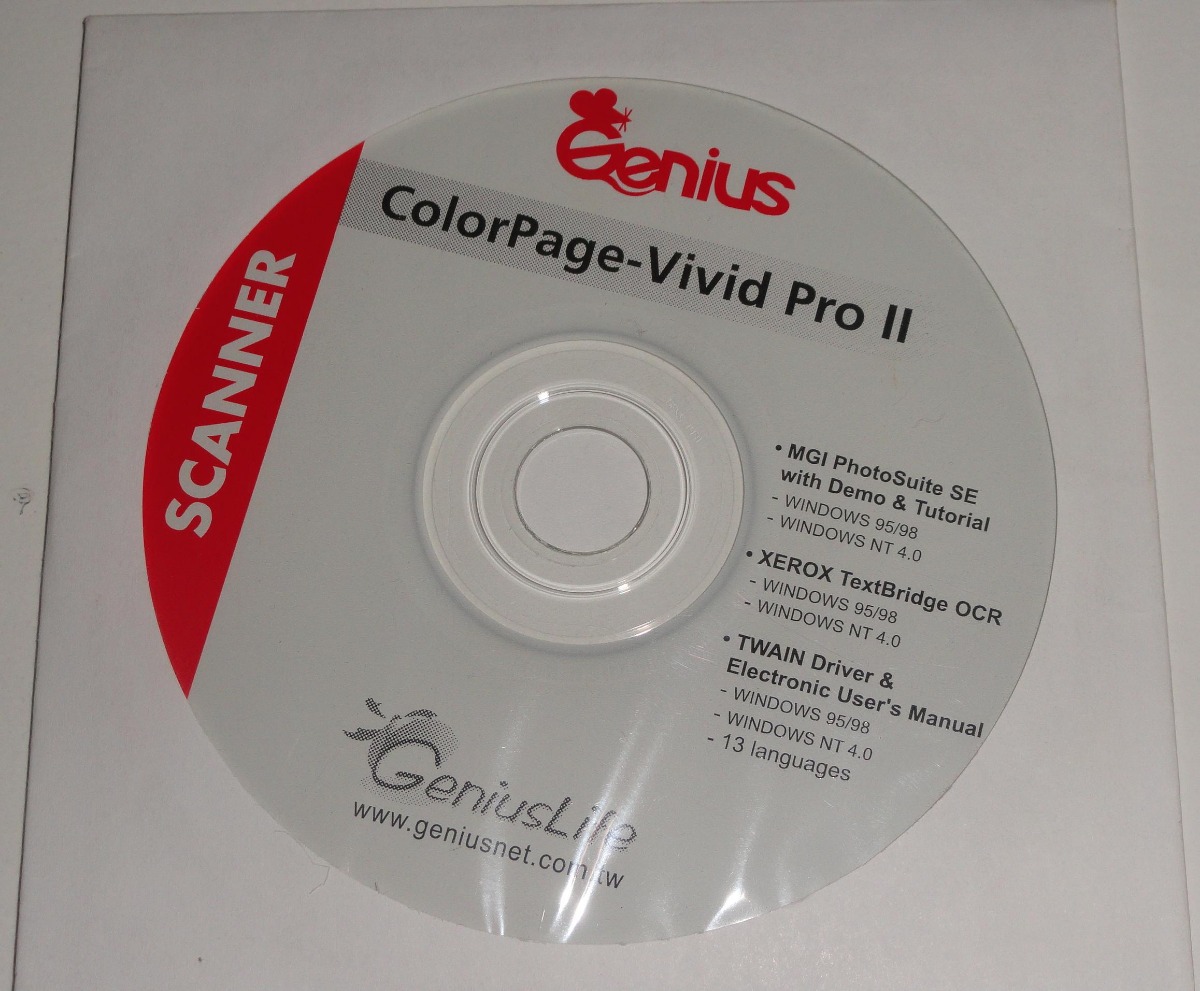 Genius
ColorPage-Vivid Pro II
SCANNER
• MGI PhotoSuite SE
with Demo & Tutorial
- WINDOWS 95/98
- WINDOWS NT 4.0
• XEROX TextBridge OCR
- WINDOWS 95/98
- WINDOWS NT 4.0
• TWAIN Driver &
Electronic User's Manual
- WINDOWS 95/98
- WINDOWS NT 4.0
- 13 languages
GeniusLife
www.geniusnet.com.tw